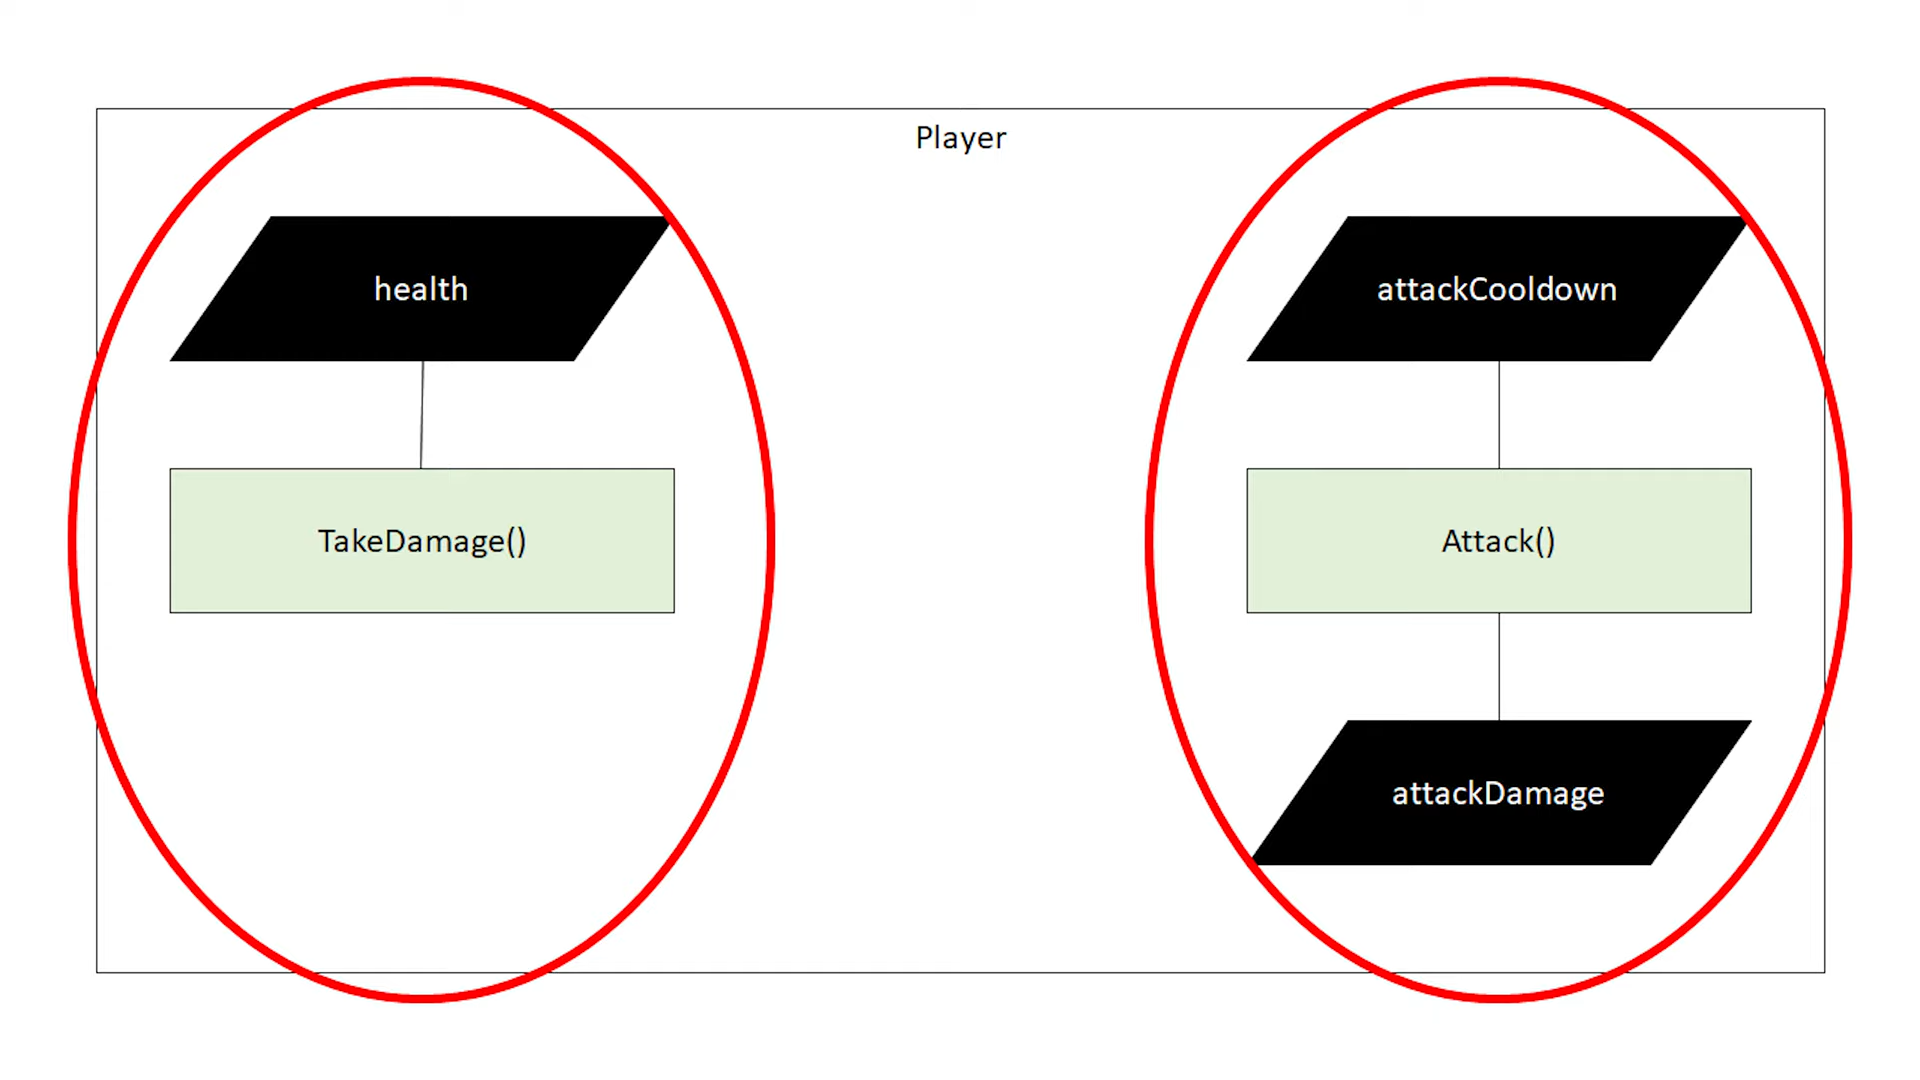 Player
health
TakeDamage()
attackCooldown
Attack()
attackDamage